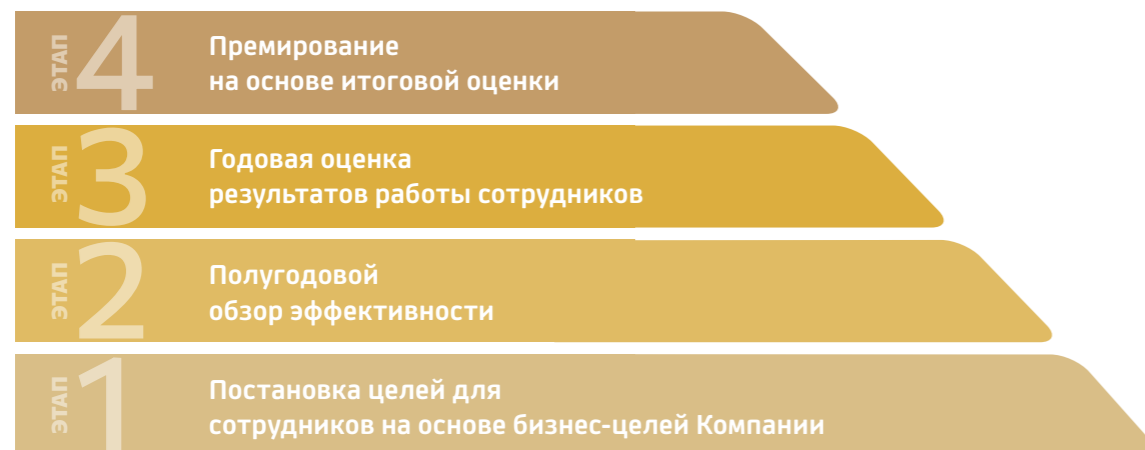 ЭТАП 4
Премирование
на основе итоговой оценки
ЭТАП 3
Годовая оценка
результатов работы сотрудников
ЭТАП 2
Полугодовой
обзор эффективности
ЭТАП 1
Постановка целей для
сотрудников на основе бизнес-целей Компании